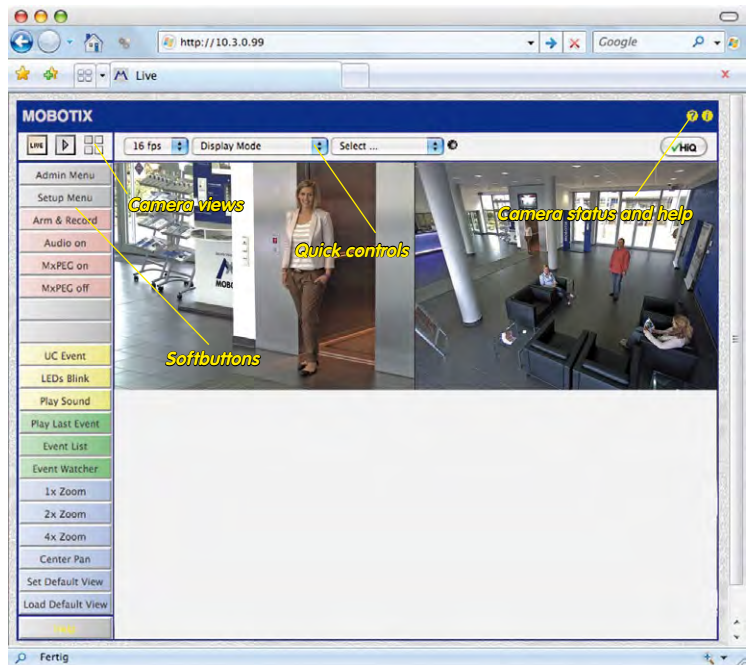 http://10.3.0.99
Google
Live
MOBOTIX
? i
LIVE
16 fps
Display Mode
Select ...
HiQ
Admin Menu
Setup Menu
Arm & Record
Audio on
MxPEG on
MxPEG off
UC Event
LEDs Blink
Play Sound
Play Last Event
Event List
Event Watcher
1x Zoom
2x Zoom
4x Zoom
Center Pan
Set Default View
Load Default View
Camera views
Quick controls
Camera status and help
Softbuttons
Fertig